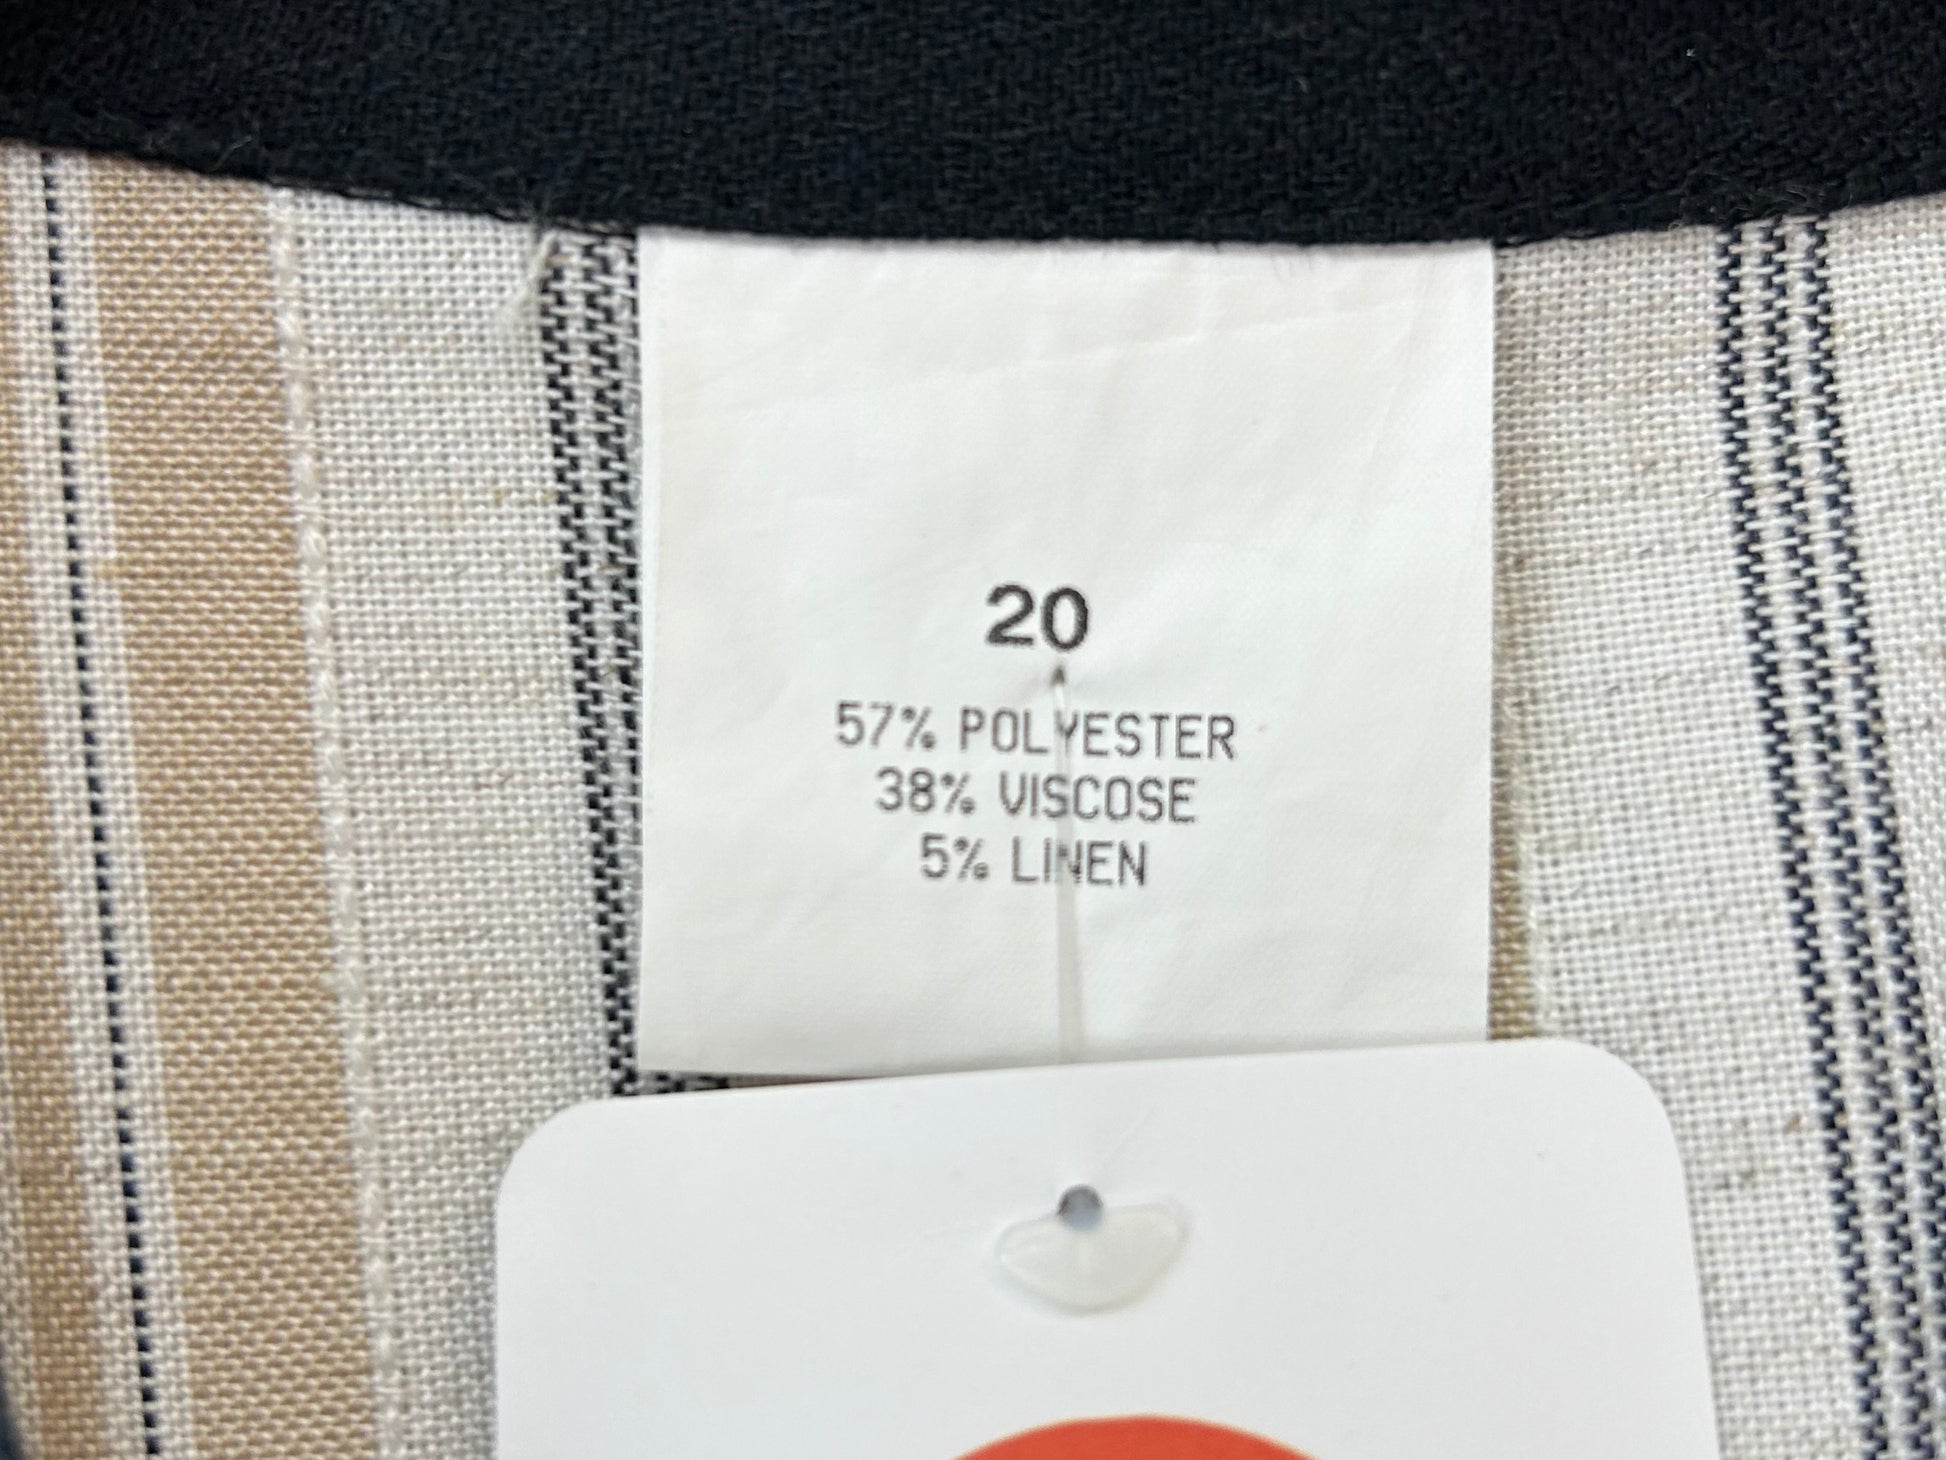 20
57% POLYESTER
38% VISCOSE
5% LINEN